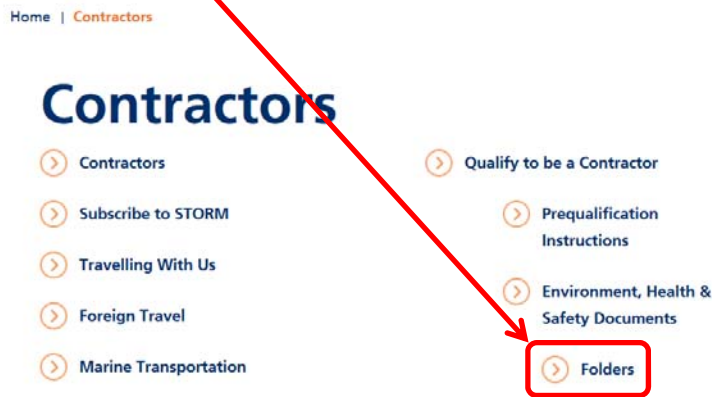 Home | Contractors
Contractors
Contractors
Subscribe to STORM
Travelling With Us
Foreign Travel
Marine Transportation
Qualify to be a Contractor
Prequalification
Instructions
Environment, Health &
Safety Documents
Folders